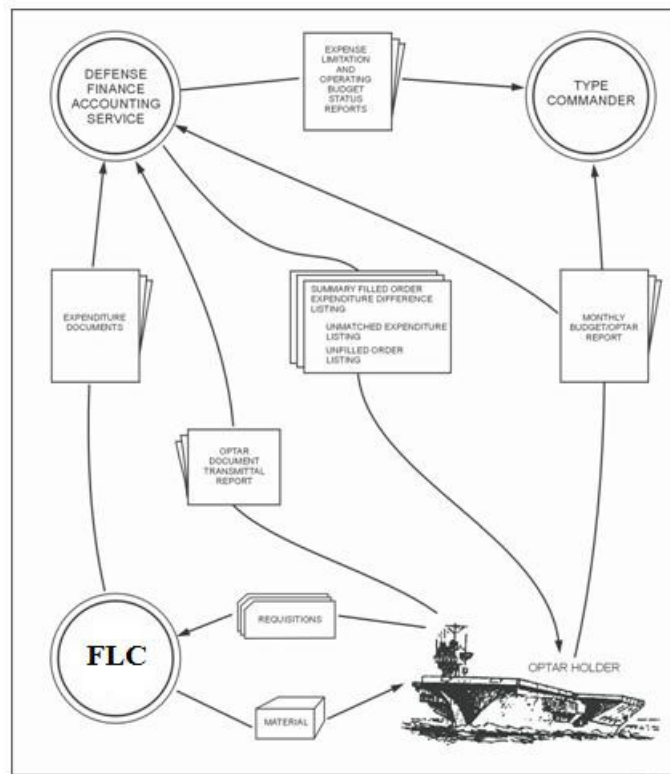 DEFENSE
FINANCE
ACCOUNTING
SERVICE
EXPENSE
LIMITATION
AND
OPERATING
BUDGET
STATUS
REPORTS
TYPE
COMMANDER
EXPENDITURE
DOCUMENTS
SUMMARY FILLED ORDER
EXPENDITURE DIFFERENCE
LISTING
UNMATCHED EXPENDITURE
LISTING
UNFILLED ORDER
LISTING
MONTHLY
BUDGET/OPTAR
REPORT
OPTAR
DOCUMENT
TRANSMITTAL
REPORT
FLC
REQUISITIONS
OPTAR HOLDER
MATERIAL